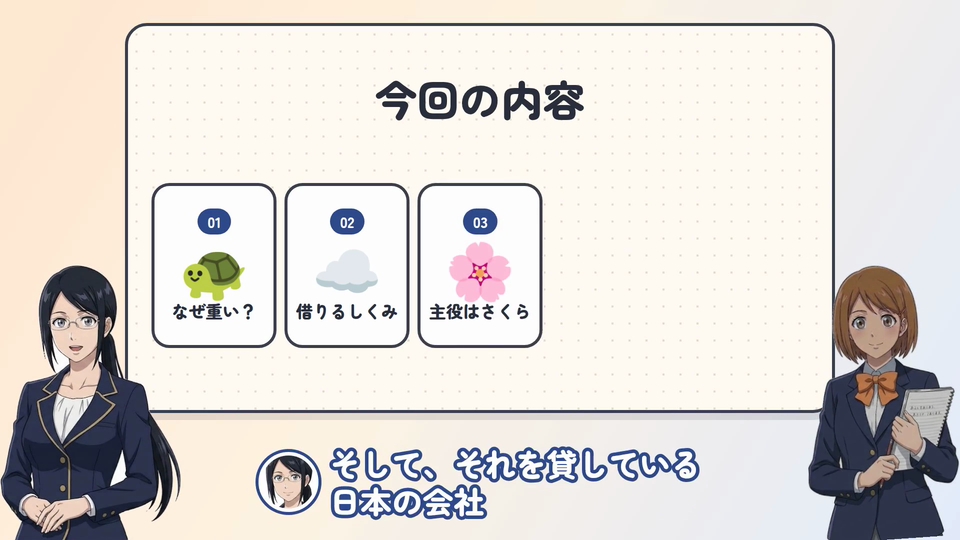 今回の内容
01
なぜ重い？
02
借りるしくみ
03
主役はさくら
そして、それを貸している
日本の会社